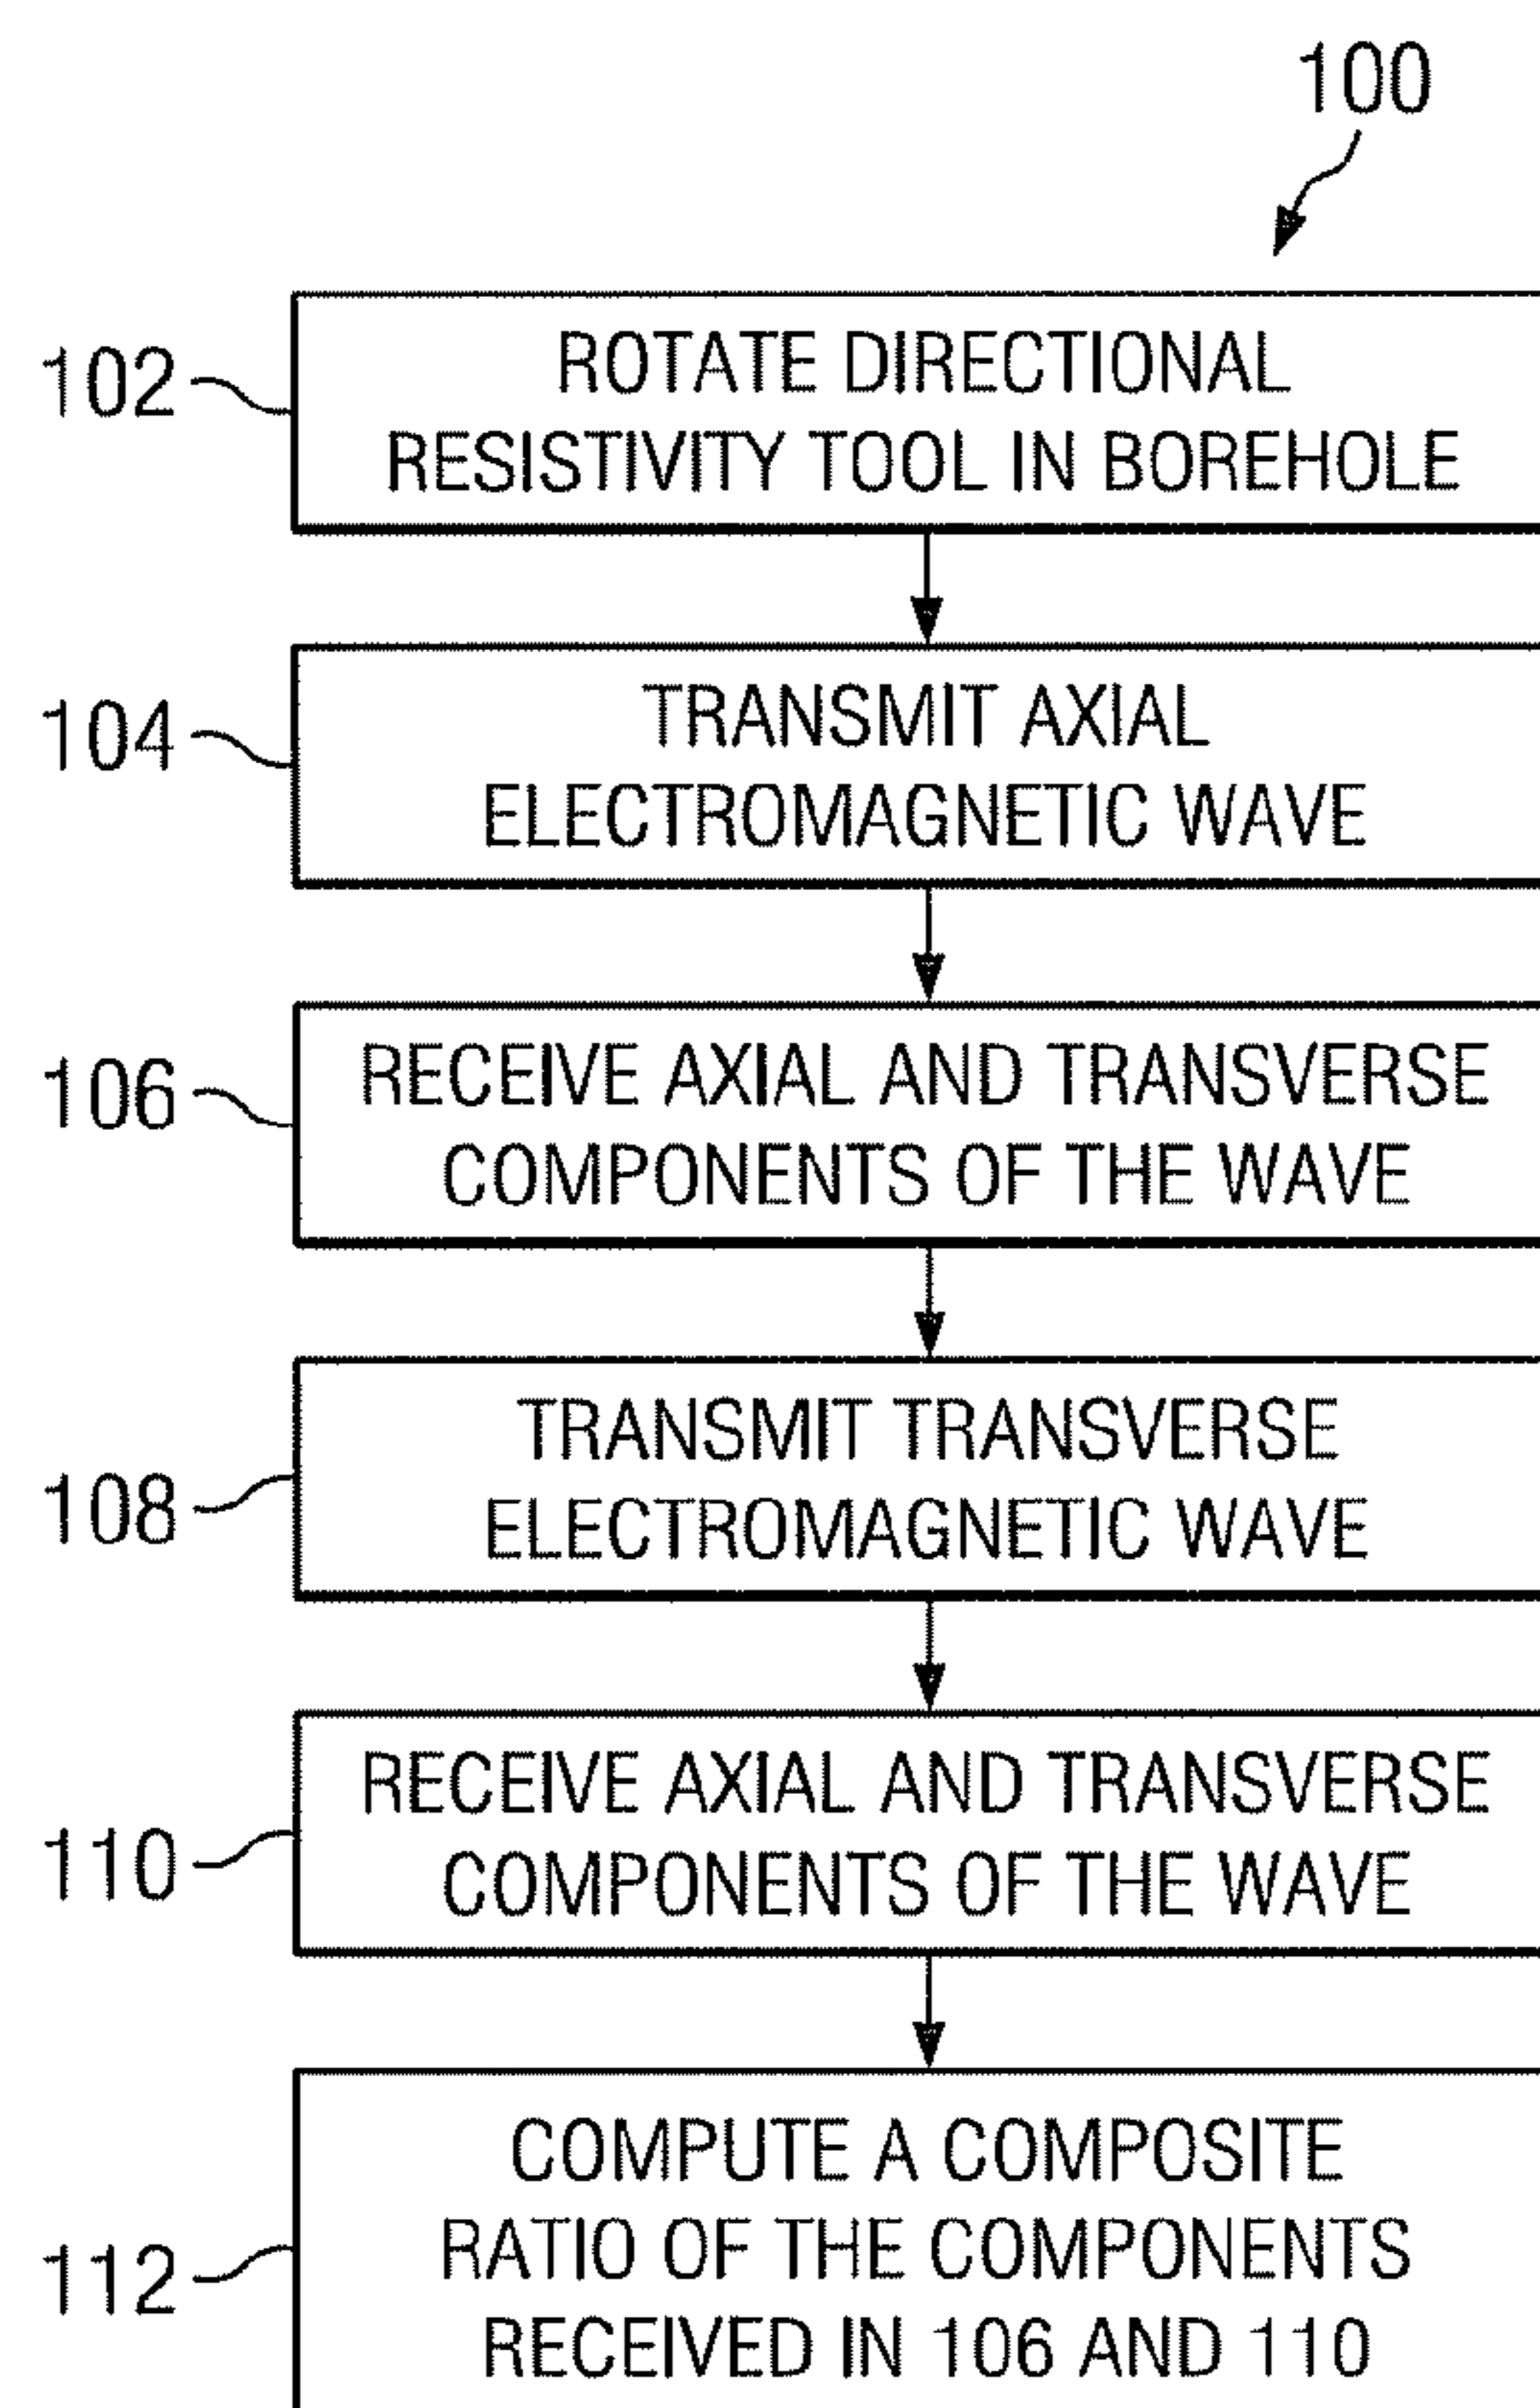 100
102
ROTATE DIRECTIONAL
RESISTIVITY TOOL IN BOREHOLE
104
TRANSMIT AXIAL
ELECTROMAGNETIC WAVE
106
RECEIVE AXIAL AND TRANSVERSE
COMPONENTS OF THE WAVE
108
TRANSMIT TRANSVERSE
ELECTROMAGNETIC WAVE
110
RECEIVE AXIAL AND TRANSVERSE
COMPONENTS OF THE WAVE
112
COMPUTE A COMPOSITE
RATIO OF THE COMPONENTS
RECEIVED IN 106 AND 110